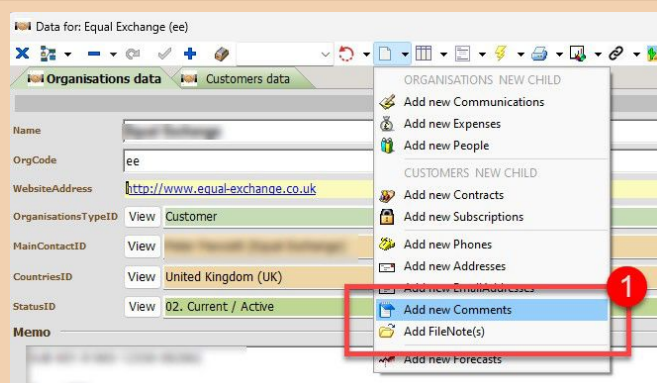 Data for: Equal Exchange (ee)
Organisations data Customers data
ORGANISATIONS NEW CHILD
Add new Communications
Add new Expenses
Add new People
CUSTOMERS NEW CHILD
Add new Contracts
Add new Subscriptions
Add new Phones
Add new Addresses
Add new EmailAddresses
Add new Comments
Add FileNote(s)
Add new Forecasts
1
Name
OrgCode ee
WebsiteAddress http://www.equal-exchange.co.uk
OrganisationsTypeID View Customer
MainContactID View
CountriesID View United Kingdom (UK)
StatusID View 02. Current / Active
Memo